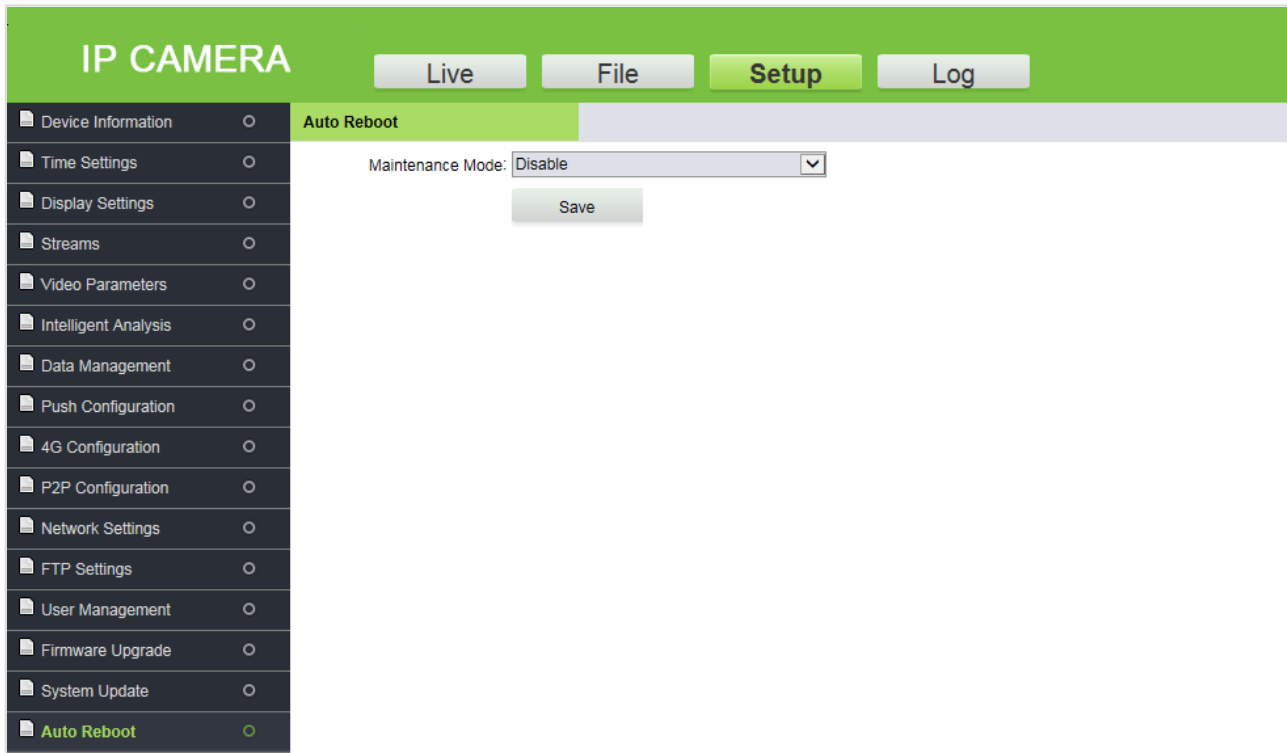 IP CAMERA
Live
File
Setup
Log
Device Information
Time Settings
Display Settings
Streams
Video Parameters
Intelligent Analysis
Data Management
Push Configuration
4G Configuration
P2P Configuration
Network Settings
FTP Settings
User Management
Firmware Upgrade
System Update
Auto Reboot
Auto Reboot
Maintenance Mode: Disable
Save